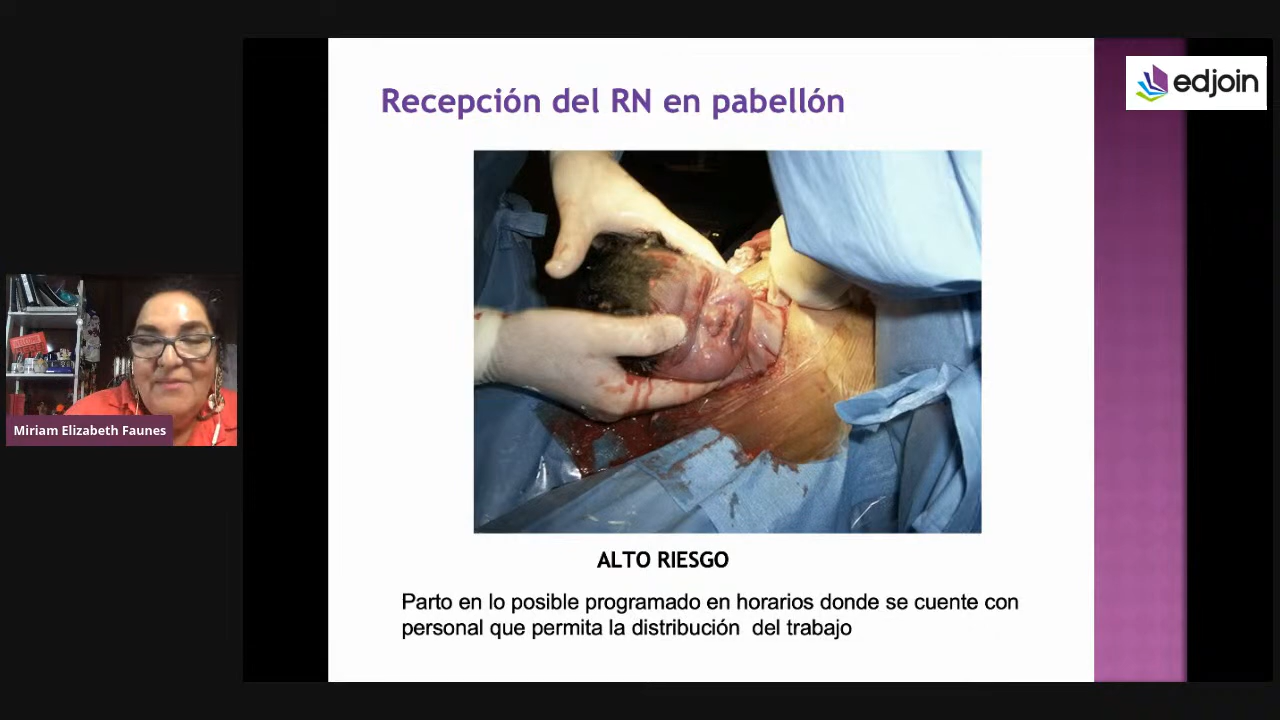 Recepción del RN en pabellón
edjoin
Miriam Elizabeth Faunes
ALTO RIESGO
Parto en lo posible programado en horarios donde se cuente con
personal que permita la distribución del trabajo